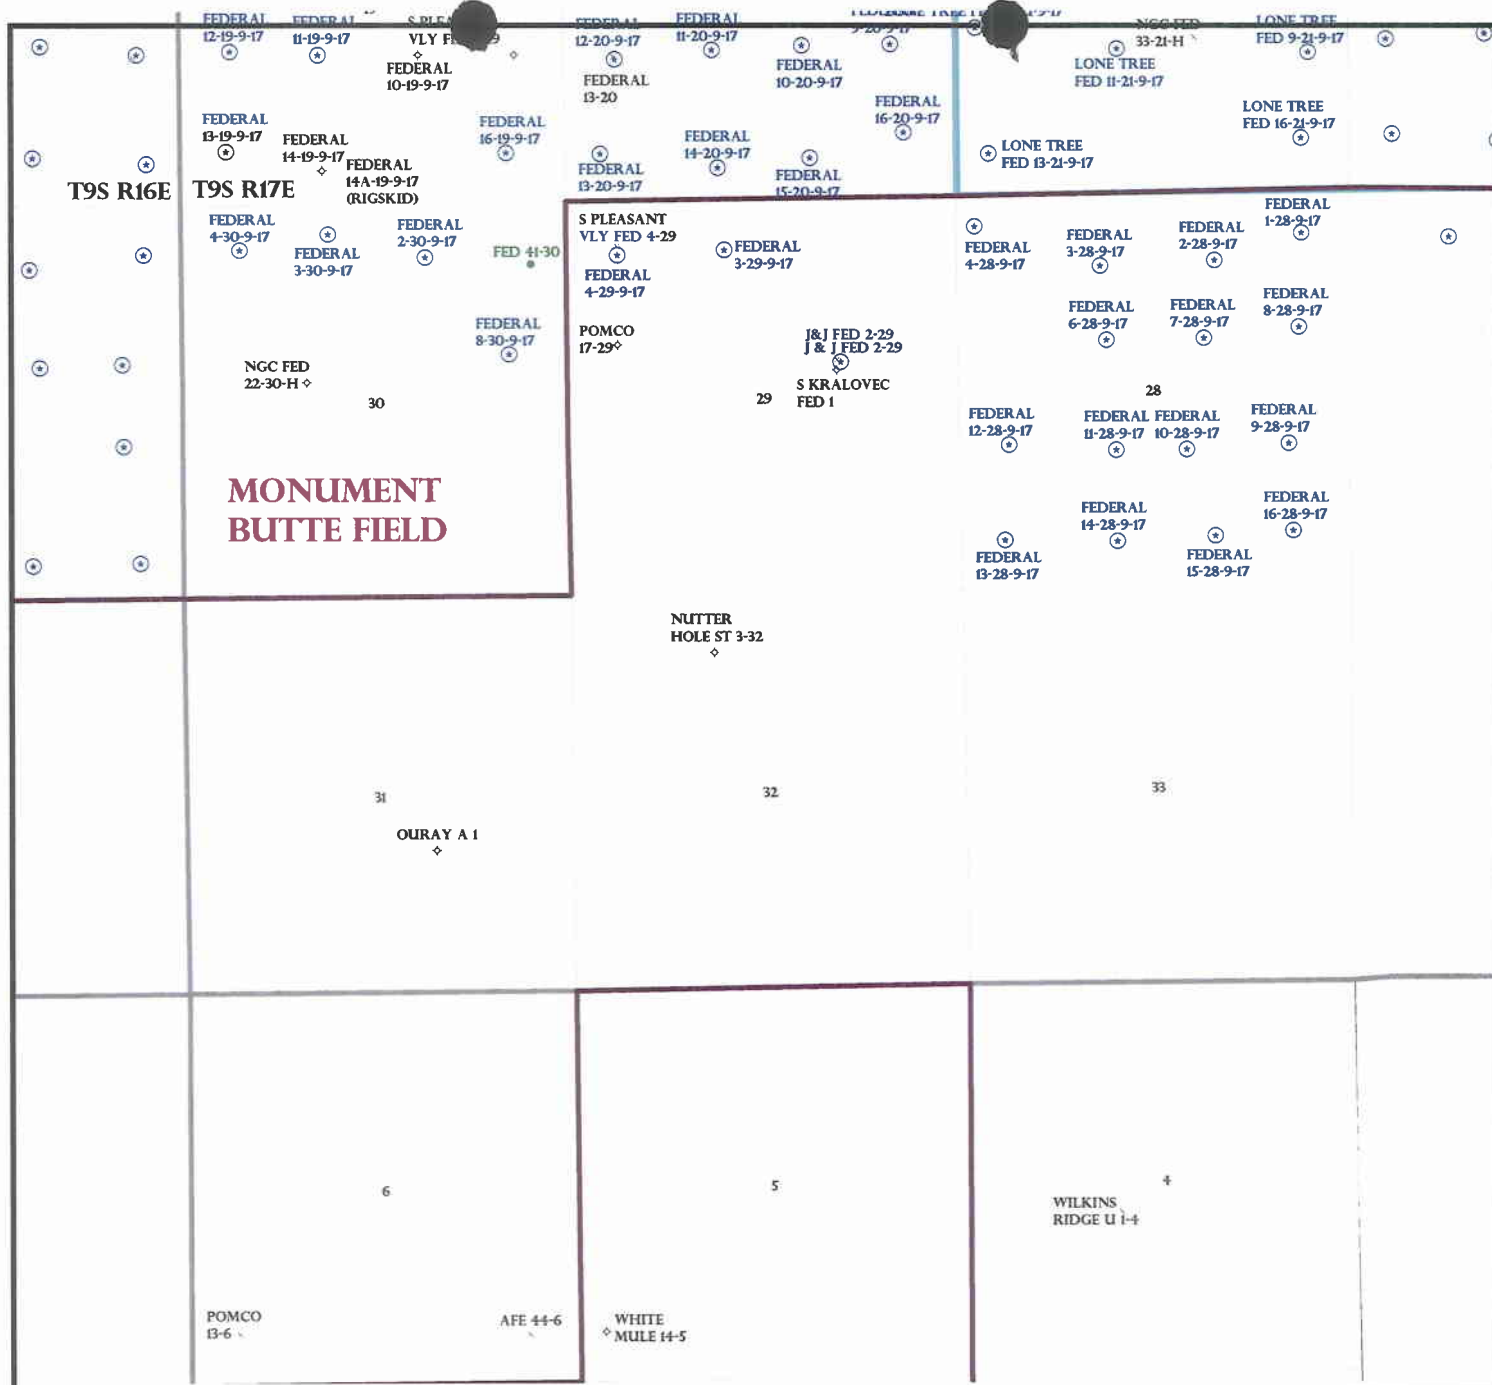 FEDERAL
12-19-9-17
FEDERAL
11-19-9-17
VLY
FEDERAL
10-19-9-17
FEDERAL
12-20-9-17
FEDERAL
13-20
FEDERAL
11-20-9-17
FEDERAL
10-20-9-17
9-20-9-17
FEDERAL
16-20-9-17
NGC FED
33-21-H
LONE TREE
FED 11-21-9-17
LONE TREE
FED 9-21-9-17
LONE TREE
FED 16-21-9-17
LONE TREE
FED 13-21-9-17
FEDERAL
13-19-9-17
FEDERAL
14-19-9-17
FEDERAL
14A-19-9-17
(RIGSKID)
FEDERAL
16-19-9-17
FEDERAL
13-20-9-17
FEDERAL
14-20-9-17
FEDERAL
15-20-9-17
T9S R16E
T9S R17E
FEDERAL
4-30-9-17
FEDERAL
3-30-9-17
FEDERAL
2-30-9-17
FED 41-30
FEDERAL
8-30-9-17
NGC FED
22-30-H
30
MONUMENT
BUTTE FIELD
S PLEASANT
VLY FED 4-29
FEDERAL
4-29-9-17
FEDERAL
3-29-9-17
POMCO
17-29
J&J FED 2-29
J & J FED 2-29
S KRALOVEC
FED 1
29
FEDERAL
4-28-9-17
FEDERAL
3-28-9-17
FEDERAL
2-28-9-17
FEDERAL
1-28-9-17
FEDERAL
6-28-9-17
FEDERAL
7-28-9-17
FEDERAL
8-28-9-17
28
FEDERAL
12-28-9-17
FEDERAL
11-28-9-17
FEDERAL
10-28-9-17
FEDERAL
9-28-9-17
FEDERAL
13-28-9-17
FEDERAL
14-28-9-17
FEDERAL
15-28-9-17
FEDERAL
16-28-9-17
NUTTER
HOLE ST 3-32
31
32
33
OURAY A 1
6
5
4
WILKINS
RIDGE U 1-4
POMCO
13-6
AFE 44-6
WHITE
MULE 14-5